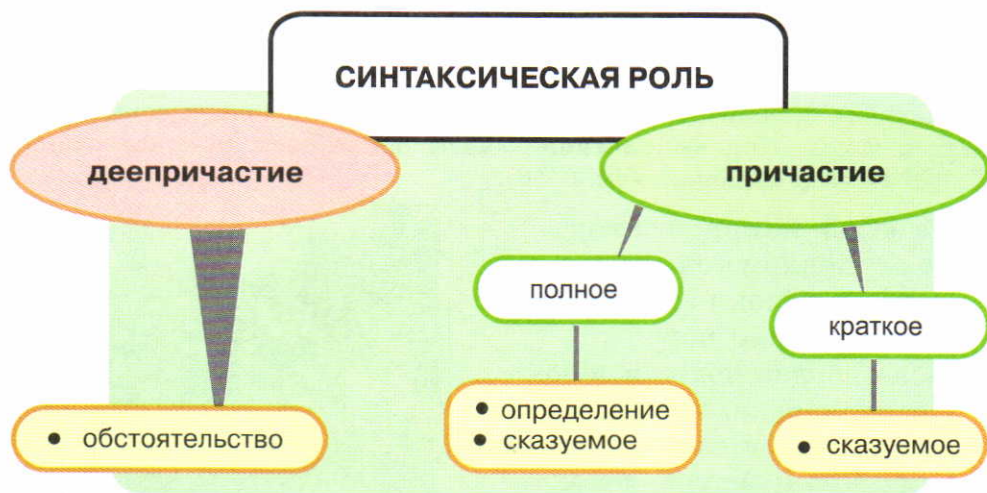 СИНТАКСИЧЕСКАЯ РОЛЬ
деепричастие
причастие
полное
краткое
• обстоятельство
• определение
• сказуемое
• сказуемое